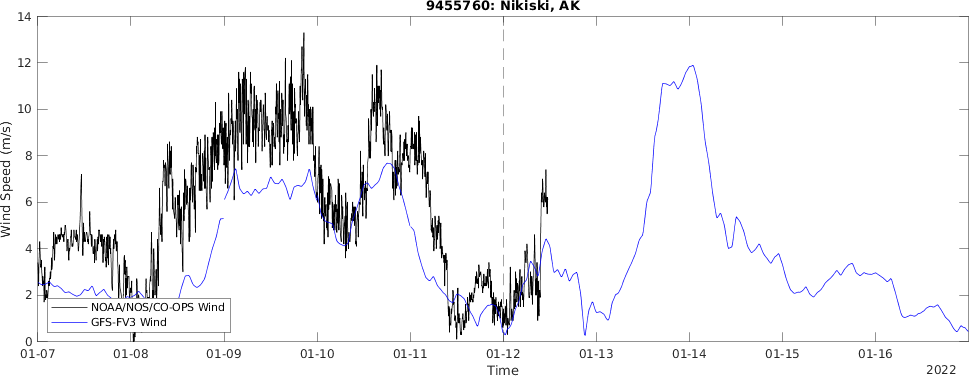 9455760: Nikiski, AK
Wind Speed (m/s)
14
12
10
8
6
4
2
0
NOAA/NOS/CO-OPS Wind
GFS-FV3 Wind
01-07 01-08 01-09 01-10 01-11 01-12 01-13 01-14 01-15 01-16
Time
2022